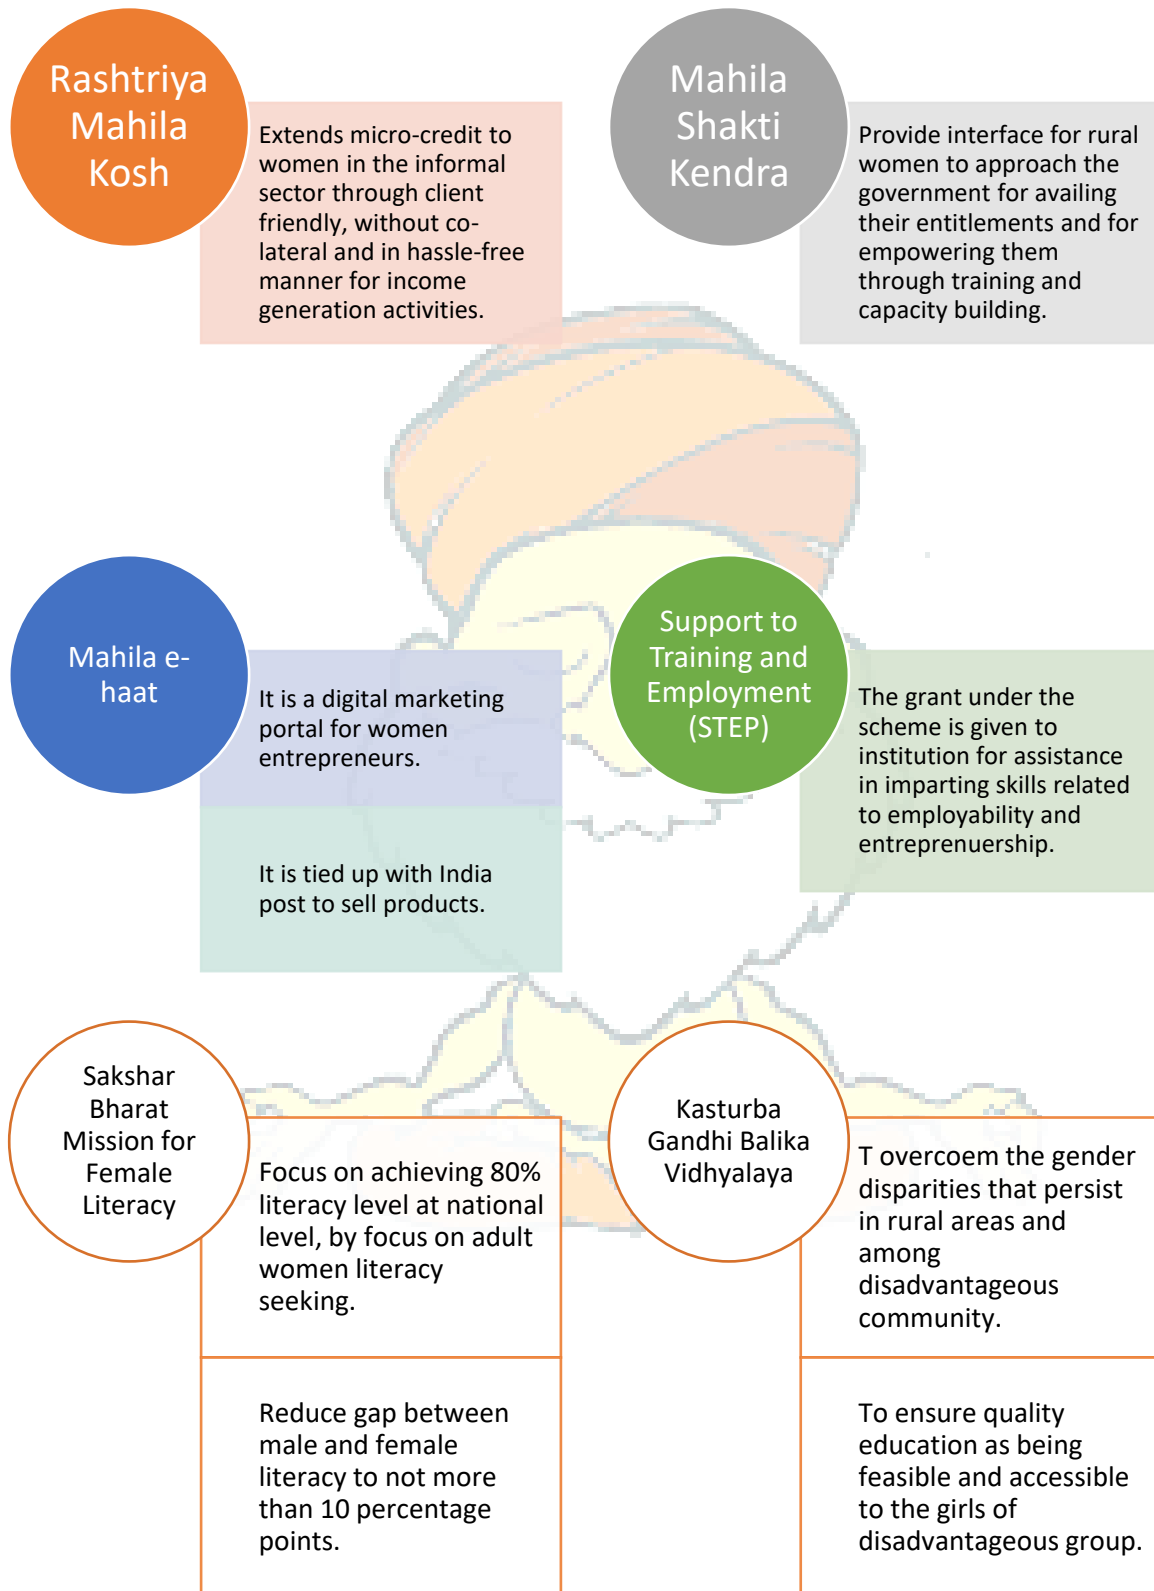 Rashtriya
Mahila
Kosh
Extends micro-credit to
women in the informal
sector through client
friendly, without co-
lateral and in hassle-free
manner for income
generation activities.
Mahila
Shakti
Kendra
Provide interface for rural
women to approach the
government for availing
their entitlements and for
empowering them
through training and
capacity building.
Mahila e-
haat
It is a digital marketing
portal for women
entrepreneurs.
It is tied up with India
post to sell products.
Support to
Training and
Employment
(STEP)
The grant under the
scheme is given to
institution for assistance
in imparting skills related
to employability and
entreprenuership.
Sakshar
Bharat
Mission for
Female
Literacy
Focus on achieving 80%
literacy level at national
level, by focus on adult
women literacy
seeking.
Reduce gap between
male and female
literacy to not more
than 10 percentage
points.
Kasturba
Gandhi Balika
Vidhyalaya
T overcoem the gender
disparities that persist
in rural areas and
among
disadvantageous
community.
To ensure quality
education as being
feasible and accessible
to the girls of
disadvantageous group.